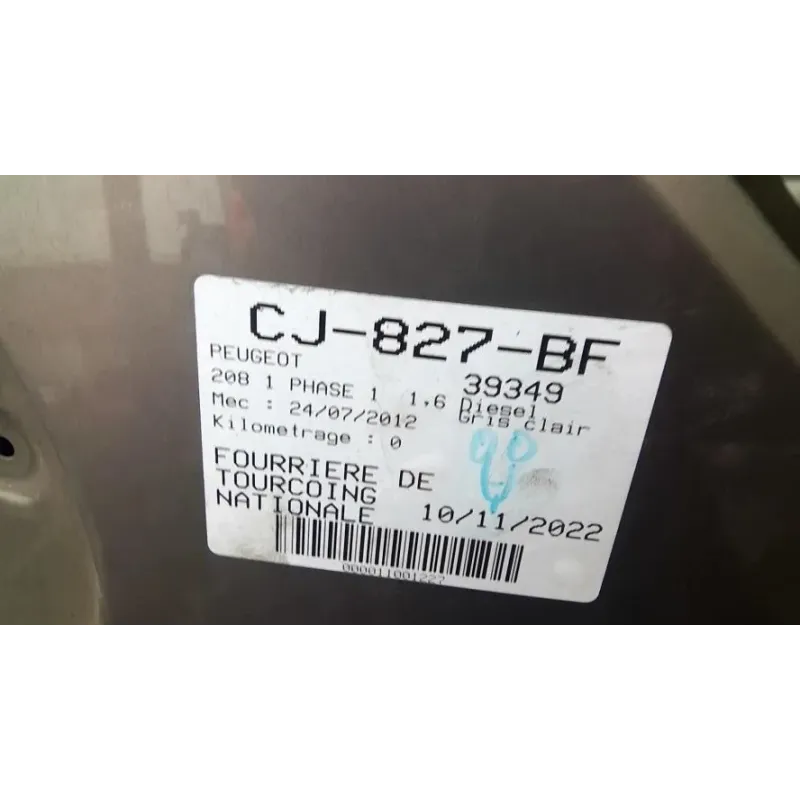 CJ-827-BF
PEUGEOT 39349
208 1 PHASE 1 1,6 Diesel
Mec : 24/07/2012 Gris clair
Kilometrage : 0
FOURRIERE DE
TOURCOING
NATIONALE 10/11/2022
000011001227